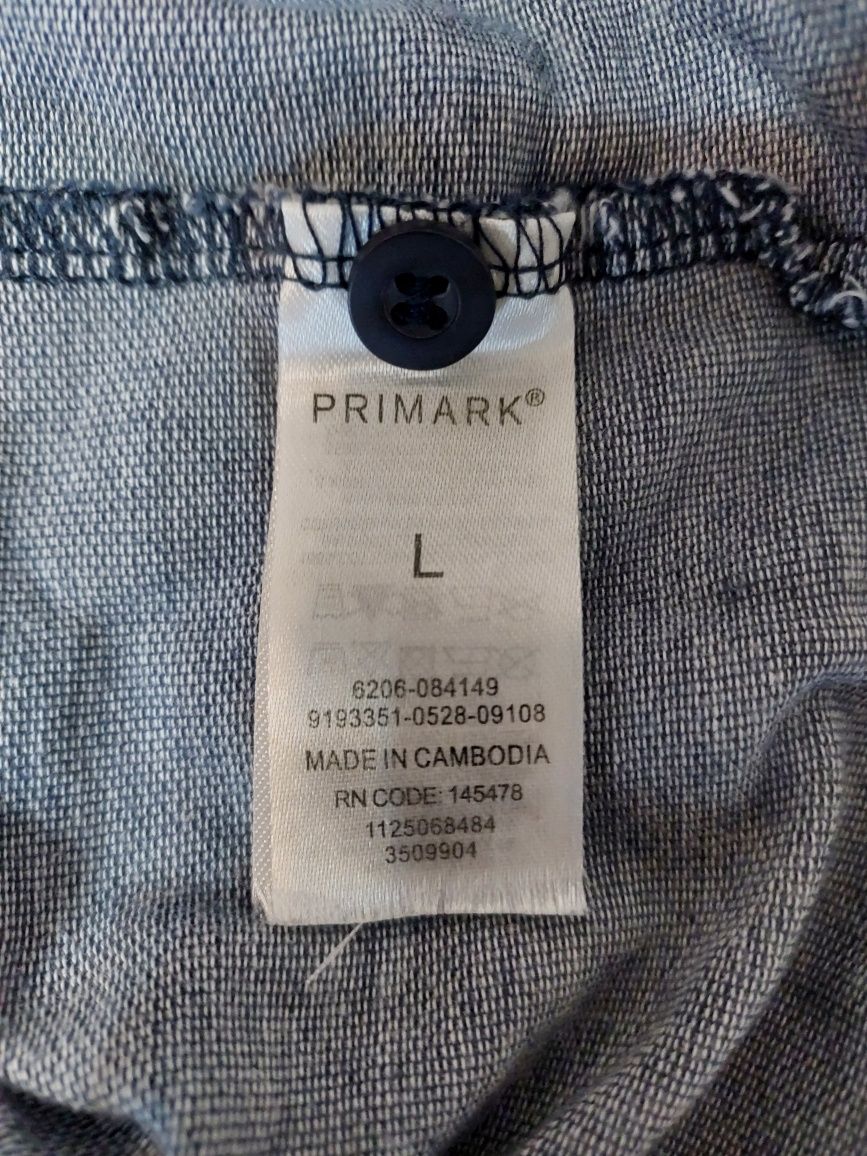 PRIMARK®
L
6206-084149
9193351-0528-09108
MADE IN CAMBODIA
RN CODE: 145478
1125068484
3509904